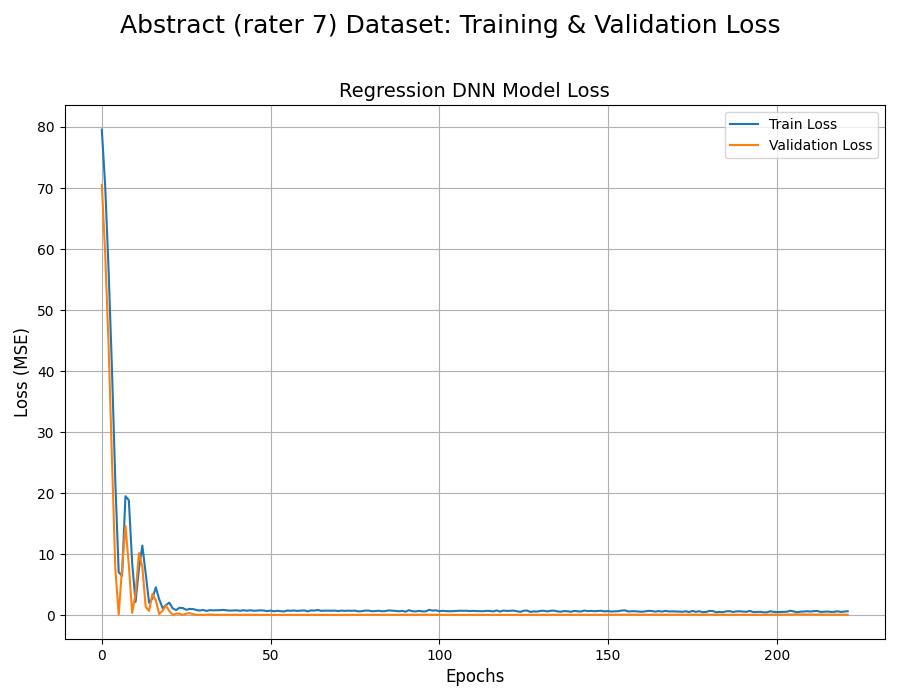 Abstract (rater 7) Dataset: Training & Validation Loss
Regression DNN Model Loss
Train Loss
Validation Loss
80
70
60
50
40
30
20
10
0
Loss (MSE)
0
50
100
150
200
Epochs